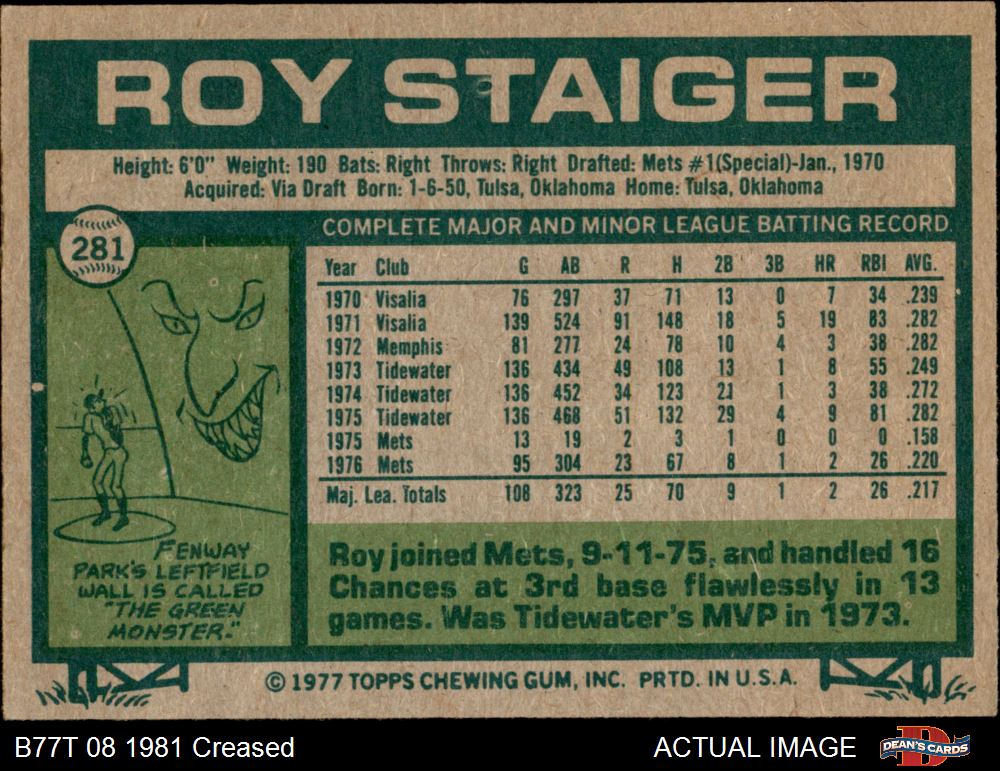 ROY STAIGER
Height: 6'0" Weight: 190 Bats: Right Throws: Right Drafted: Mets #1(Special)-Jan., 1970
Acquired: Via Draft Born: 1-6-50, Tulsa, Oklahoma Home: Tulsa, Oklahoma
281
COMPLETE MAJOR AND MINOR LEAGUE BATTING RECORD
Year Club G AB R H 2B 3B HR RBI AVG.
1970 Visalia 76 297 37 71 13 0 7 34 .239
1971 Visalia 139 524 91 148 18 5 19 83 .282
1972 Memphis 81 277 24 78 10 4 3 38 .282
1973 Tidewater 136 434 49 108 13 1 8 55 .249
1974 Tidewater 136 452 34 123 21 1 3 38 .272
1975 Tidewater 136 468 51 132 29 4 9 81 .282
1975 Mets 13 19 2 3 1 0 0 0 .158
1976 Mets 95 304 23 67 8 1 2 26 .220
Maj. Lea. Totals 108 323 25 70 9 1 2 26 .217
FENWAY
PARK'S LEFTFIELD
WALL IS CALLED
"THE GREEN
MONSTER."
Roy joined Mets, 9-11-75, and handled 16
Chances at 3rd base flawlessly in 13
games. Was Tidewater's MVP in 1973.
© 1977 TOPPS CHEWING GUM, INC. PRTD. IN U.S.A.
B77T 08 1981 Creased
ACTUAL IMAGE
DEAN'S CARDS